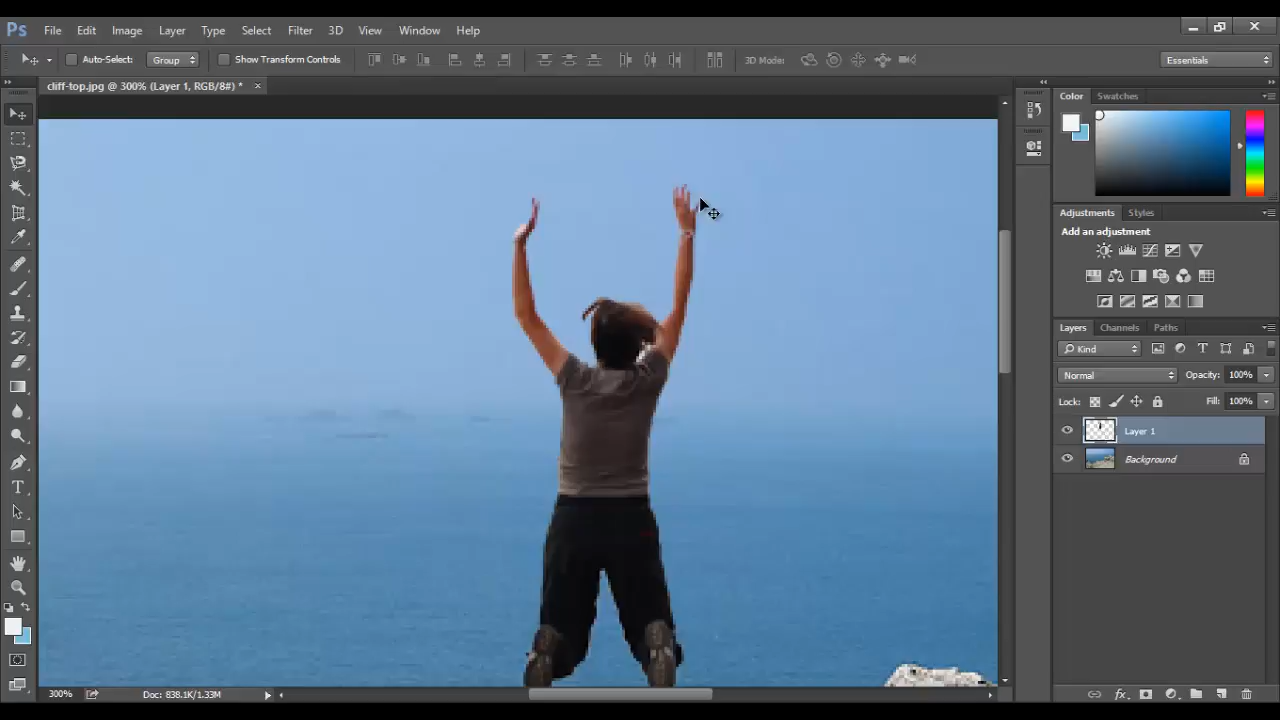 Ps File Edit Image Layer Type Select Filter 3D View Window Help
Auto-Select: Group Show Transform Controls 3D Mode: Essentials
cliff-top.jpg @ 300% (Layer 1, RGB/8#) *
Color Swatches
Adjustments Styles
Add an adjustment
Layers Channels Paths
Kind
Normal Opacity: 100%
Lock: Fill: 100%
Layer 1
Background
300% Doc: 838.1K/1.33M